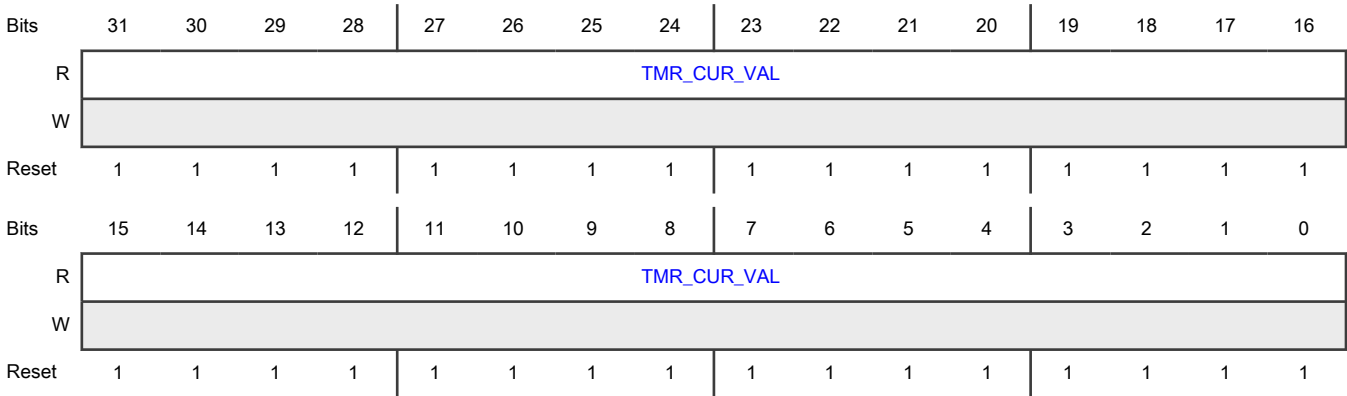 Bits 31 30 29 28 27 26 25 24 23 22 21 20 19 18 17 16
R TMR_CUR_VAL
W
Reset 1 1 1 1 1 1 1 1 1 1 1 1 1 1 1 1
Bits 15 14 13 12 11 10 9 8 7 6 5 4 3 2 1 0
R TMR_CUR_VAL
W
Reset 1 1 1 1 1 1 1 1 1 1 1 1 1 1 1 1